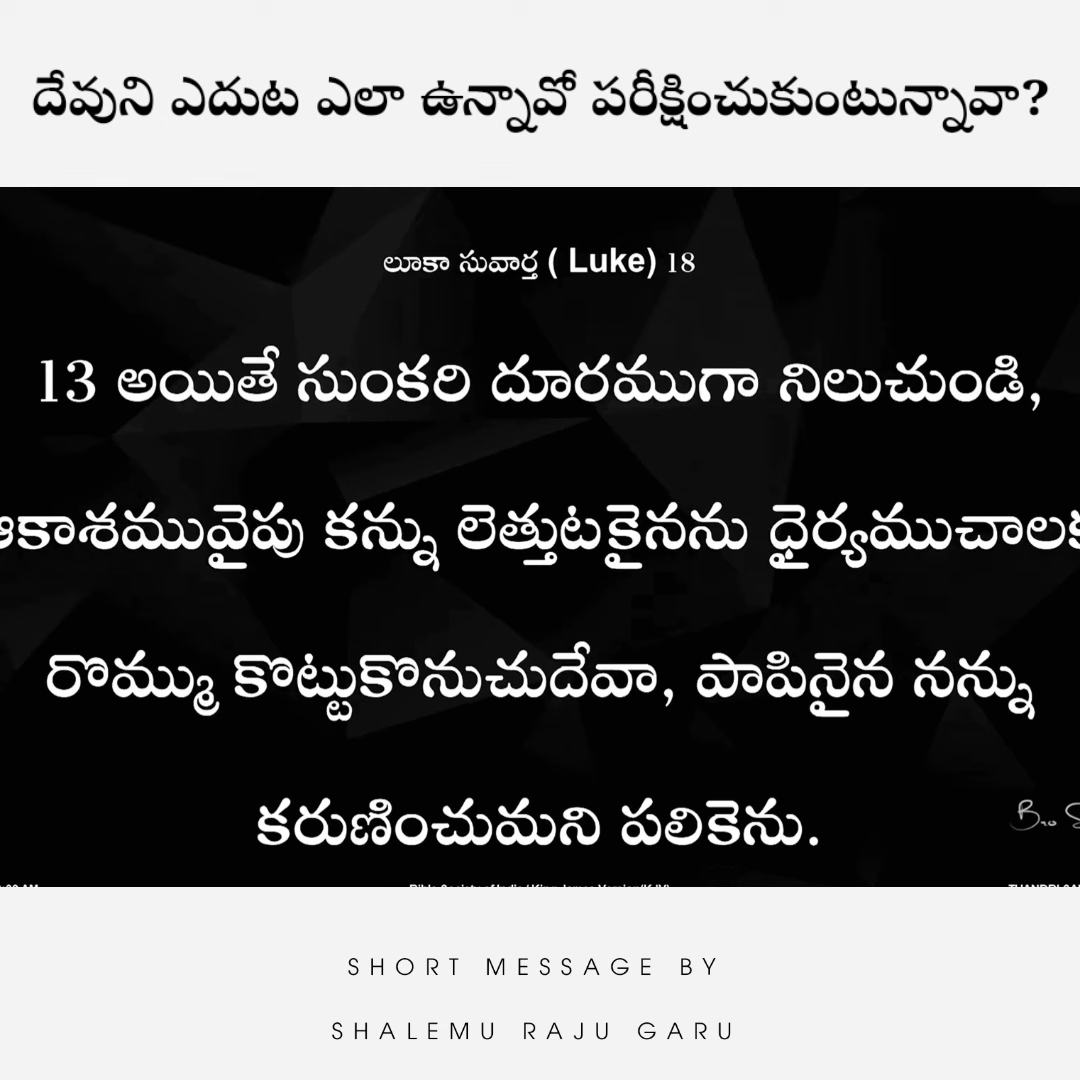 దేవుని ఎదుట ఎలా ఉన్నావో పరీక్షించుకుంటున్నావా?
లూకా సువార్త ( Luke) 18
13 అయితే సుంకరి దూరముగా నిలుచుండి,
ఆకాశమువైపు కన్ను లెత్తుటకైనను ధైర్యముచాలక
రొమ్ము కొట్టుకొనుచుదేవా, పాపినైన నన్ను
కరుణించుమని పలికెను.
Bro S
SHORT MESSAGE BY
SHALEMU RAJU GARU